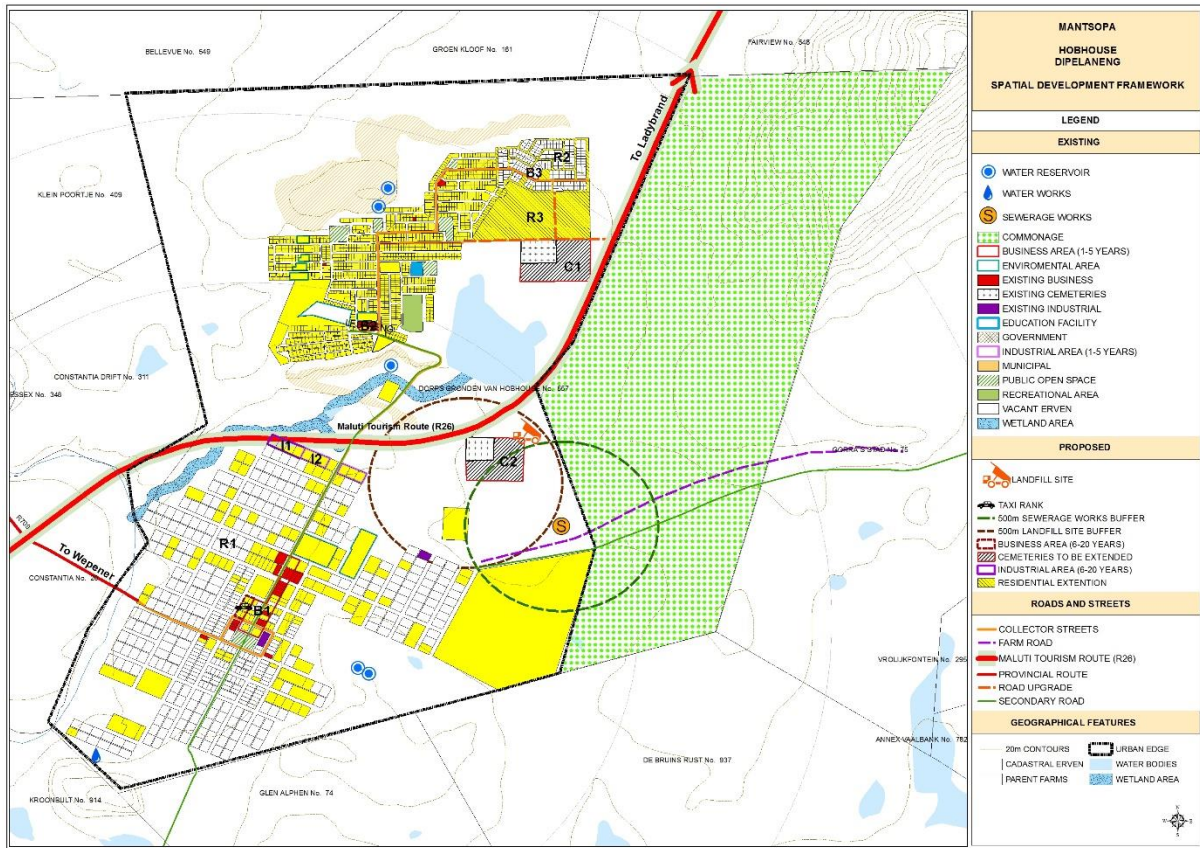 BELLEVUE No. 549
GROEN KLOOF No. 161
FAIRVIEW No. 548
KLEIN POORTJE No. 409
To Ladybrand
R2
B3
R3
C1
CONSTANTIA DRIFT No. 311
ESSEX No. 348
DORPS GRONDEN VAN HOBHOUSE No. 667
Maluti Tourism Route (R26)
I1
I2
C2
S
GORRA'S STAD No. 75
R709
To Wepener
R1
CONSTANTIA No.
B1
VROLIJKFONTEIN No. 295
ANNEX VAALBANK No. 762
DE BRUINS RUST No. 937
GLEN ALPHEN No. 74
KROONBULT No. 914
MANTSOPA
HOBHOUSE
DIPELANENG
SPATIAL DEVELOPMENT FRAMEWORK
LEGEND
EXISTING
WATER RESERVOIR
WATER WORKS
S SEWERAGE WORKS
COMMONAGE
BUSINESS AREA (1-5 YEARS)
ENVIROMENTAL AREA
EXISTING BUSINESS
EXISTING CEMETERIES
EXISTING INDUSTRIAL
EDUCATION FACILITY
GOVERNMENT
INDUSTRIAL AREA (1-5 YEARS)
MUNICIPAL
PUBLIC OPEN SPACE
RECREATIONAL AREA
VACANT ERVEN
WETLAND AREA
PROPOSED
LANDFILL SITE
TAXI RANK
500m SEWERAGE WORKS BUFFER
500m LANDFILL SITE BUFFER
BUSINESS AREA (6-20 YEARS)
CEMETERIES TO BE EXTENDED
INDUSTRIAL AREA (6-20 YEARS)
RESIDENTIAL EXTENTION
ROADS AND STREETS
COLLECTOR STREETS
FARM ROAD
MALUTI TOURISM ROUTE (R26)
PROVINCIAL ROUTE
ROAD UPGRADE
SECONDARY ROAD
GEOGRAPHICAL FEATURES
20m CONTOURS
URBAN EDGE
CADASTRAL ERVEN
WATER BODIES
PARENT FARMS
WETLAND AREA
N
W
E
S